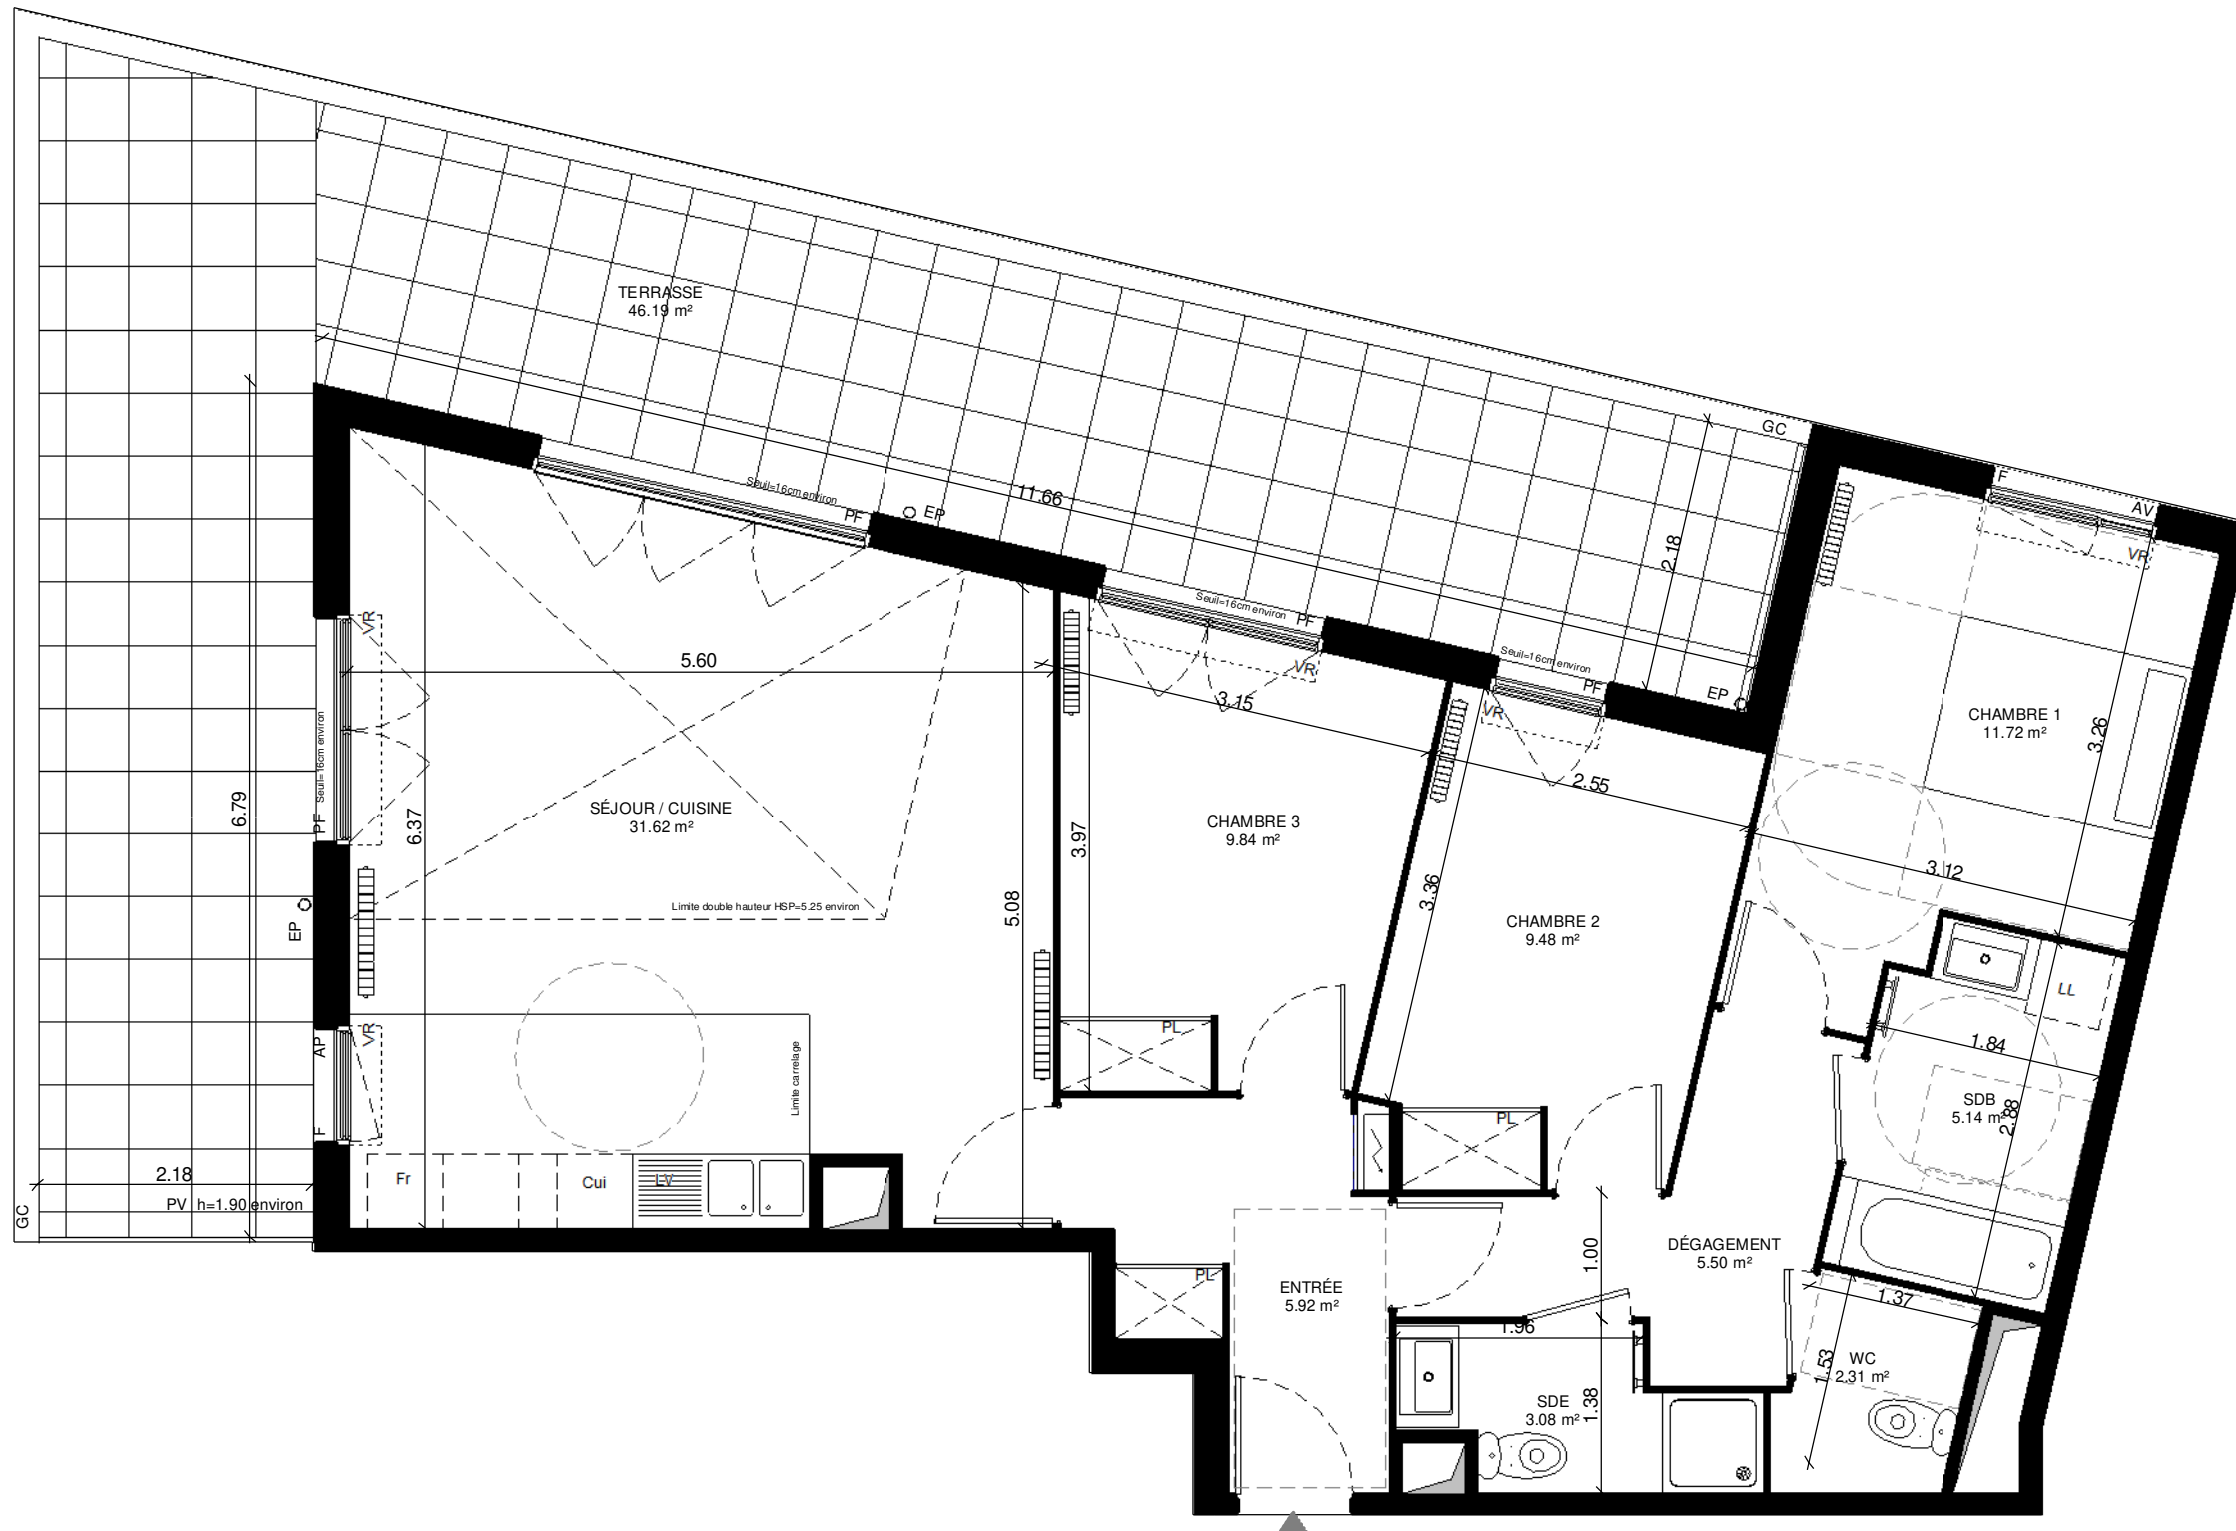 TERRASSE
46.19 m²
GC
11.66
2.18
Seuil=16cm environ
PF
EP
F
AV
VR
Seuil=16cm environ
PF
VR
Seuil=16cm environ
PF
VR
EP
VR
5.60
3.15
2.55
3.12
3.26
CHAMBRE 1
11.72 m²
Seuil=16cm environ
PF
6.79
6.37
SÉJOUR / CUISINE
31.62 m²
CHAMBRE 3
9.84 m²
3.97
3.36
CHAMBRE 2
9.48 m²
Limite double hauteur HSP=5.25 environ
5.08
EP
VR
AP
F
Limite carrelage
PL
PL
LL
1.84
SDB
5.14 m²
2.88
2.18
PV h=1.90 environ
GC
Fr
Cui
LV
PL
ENTRÉE
5.92 m²
1.00
DÉGAGEMENT
5.50 m²
1.37
1.96
1.53
WC
2.31 m²
SDE
3.08 m²
1.38